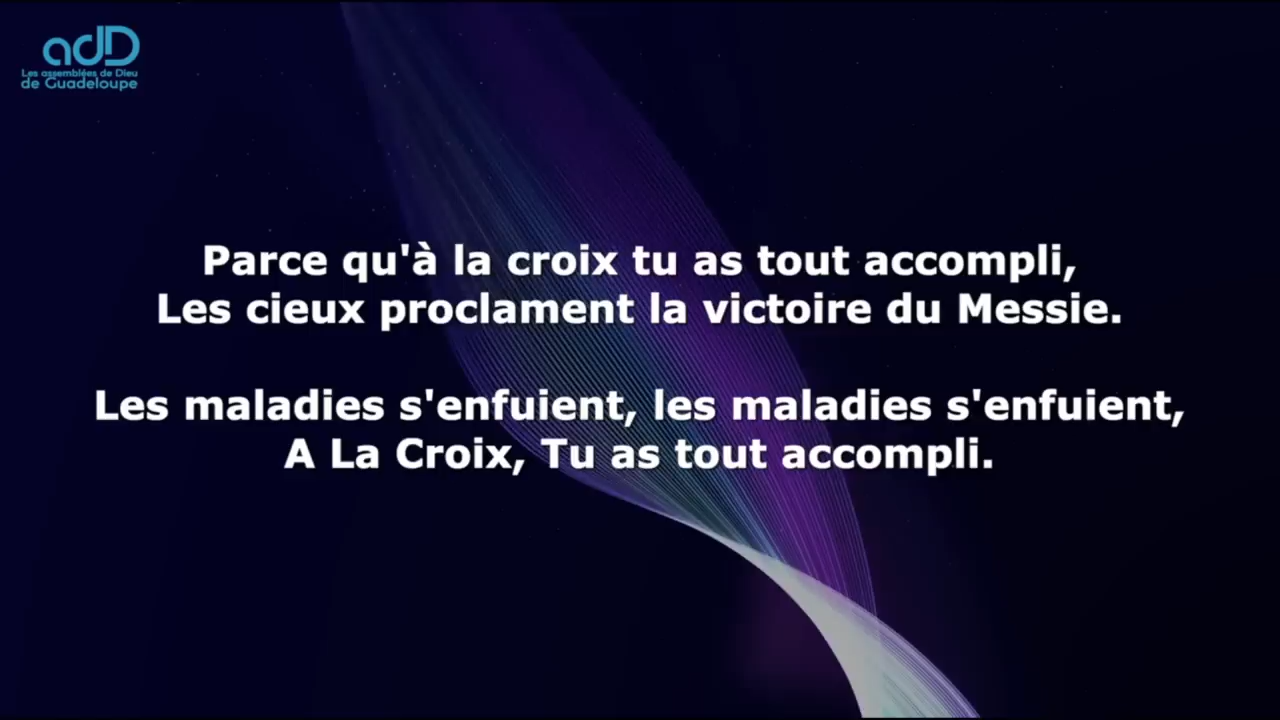 adD
Les assemblées de Dieu
de Guadeloupe
Parce qu'à la croix tu as tout accompli,
Les cieux proclament la victoire du Messie.
Les maladies s'enfuient, les maladies s'enfuient,
A La Croix, Tu as tout accompli.